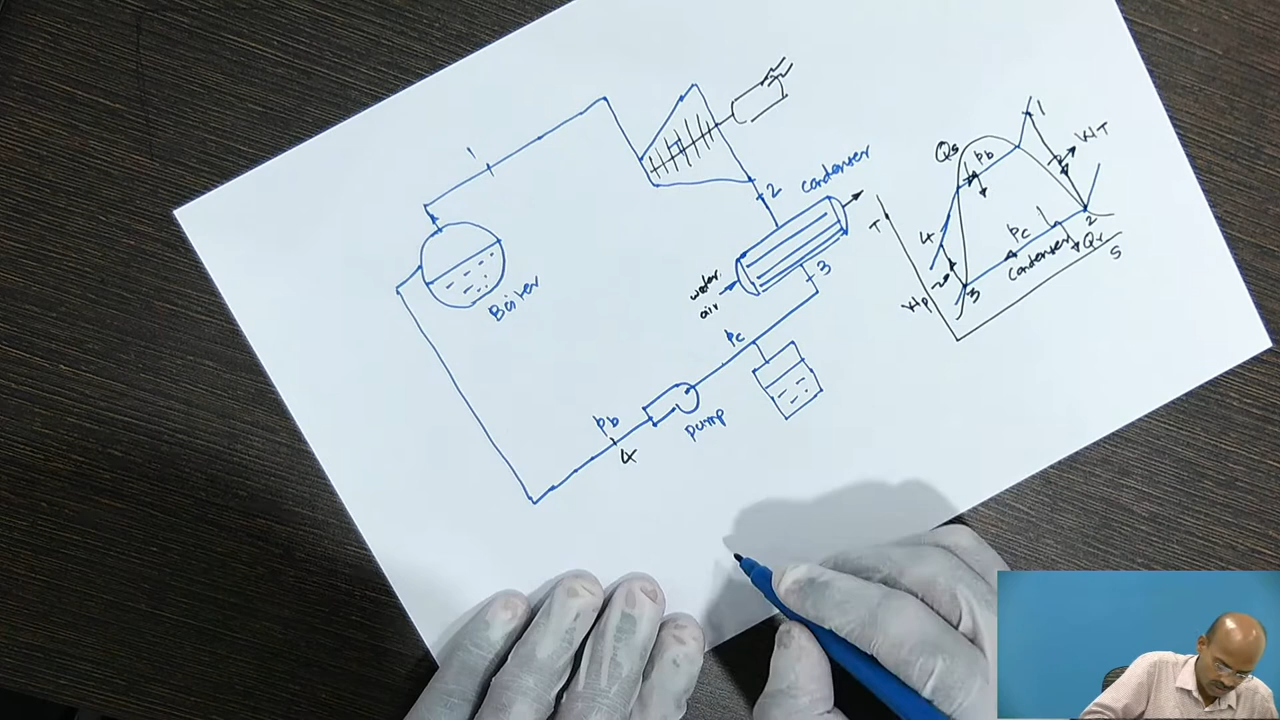 1
2
condenser
3
water
air
Boiler
Pc
Pb
4
pump
T
S
1
WT
Qs
Pb
4
Pc
2
condenser
Qr
Wp
3